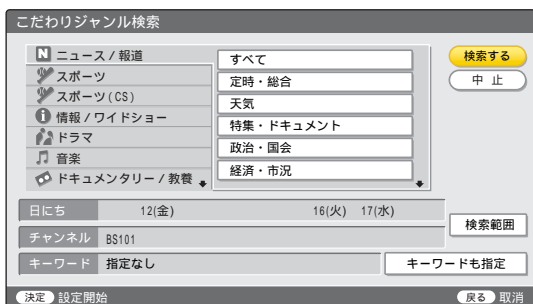 こだわりジャンル検索
N ニュース/報道
スポーツ
スポーツ(CS)
情報/ワイドショー
ドラマ
音楽
ドキュメンタリー/教養
すべて
定時・総合
天気
特集・ドキュメント
政治・国会
経済・市況
検索する
中 止
日にち 12(金) 16(火) 17(水)
チャンネル BS101
検索範囲
キーワード 指定なし キーワードも指定
決定 設定開始 戻る 取消